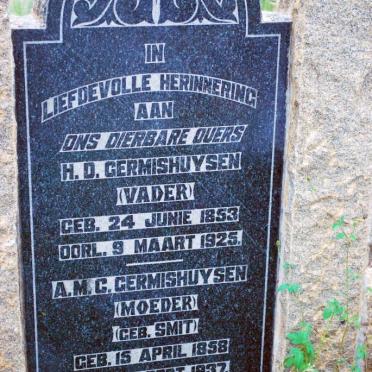 IN
LIEFDEVOLLE HERINNERING
AAN
ONS DIERBARE OUERS
H.D. GERMISHUYSEN
(VADER)
GEB. 24 JUNIE 1853
OORL. 9 MAART 1925.
A.M.C. GERMISHUYSEN
(MOEDER)
(GEB. SMIT)
GEB. 15 APRIL 1858
1937.